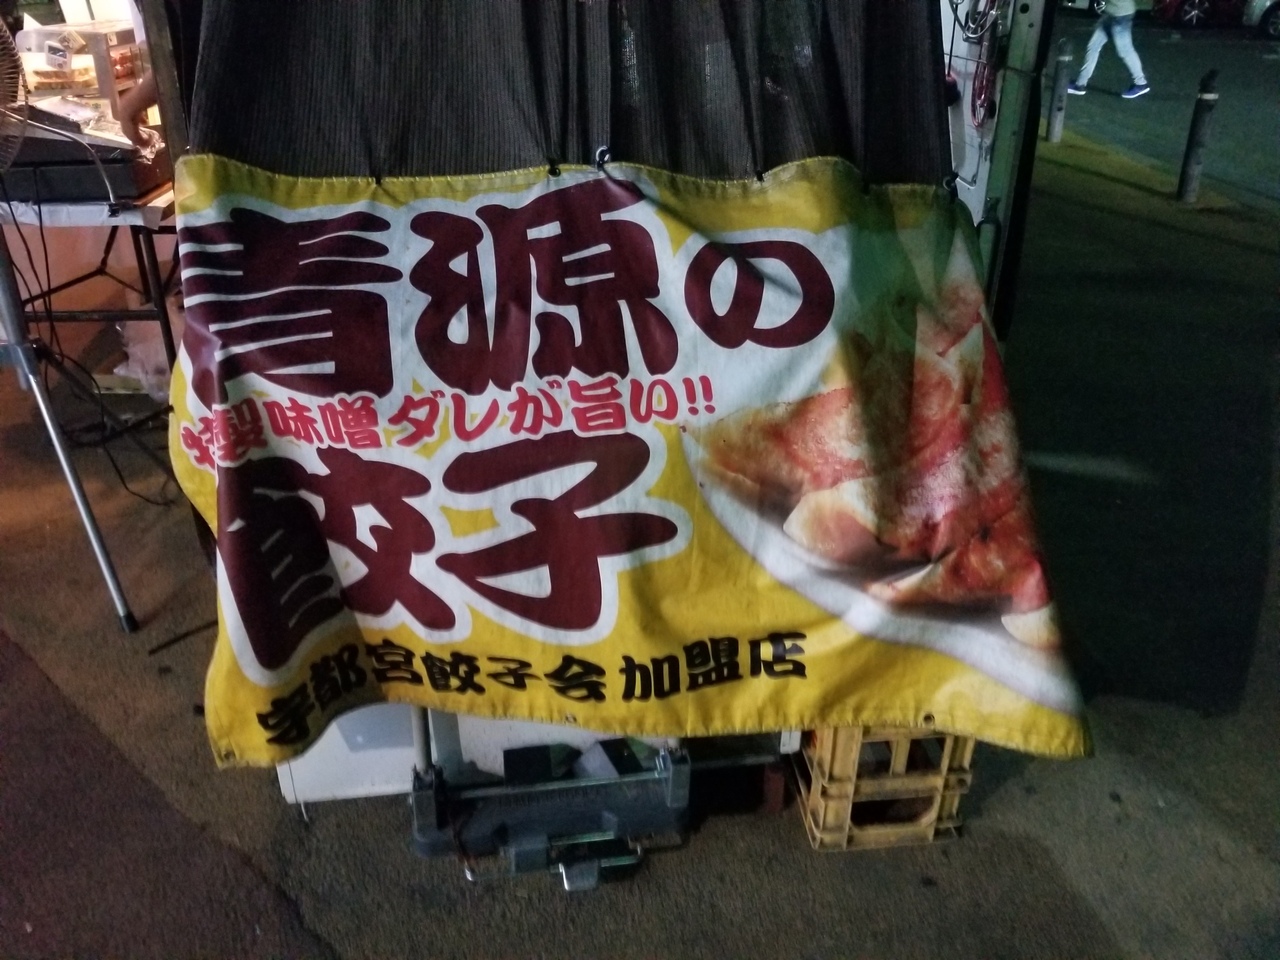 青源の
特製味噌ダレが旨い!!
餃子
宇都宮餃子会加盟店